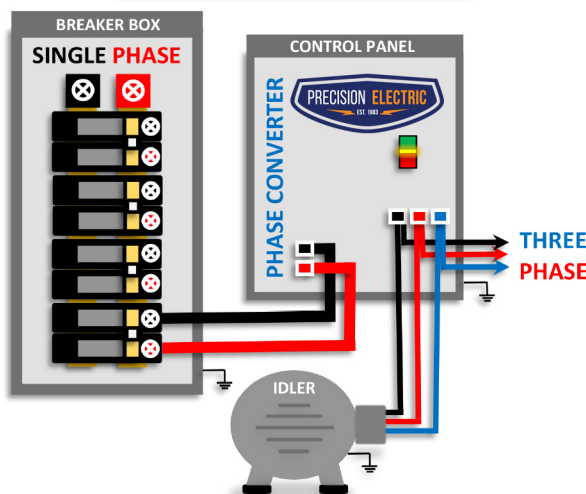 BREAKER BOX
SINGLE PHASE
CONTROL PANEL
PRECISION ELECTRIC
EST. 1983
PHASE CONVERTER
THREE
PHASE
IDLER